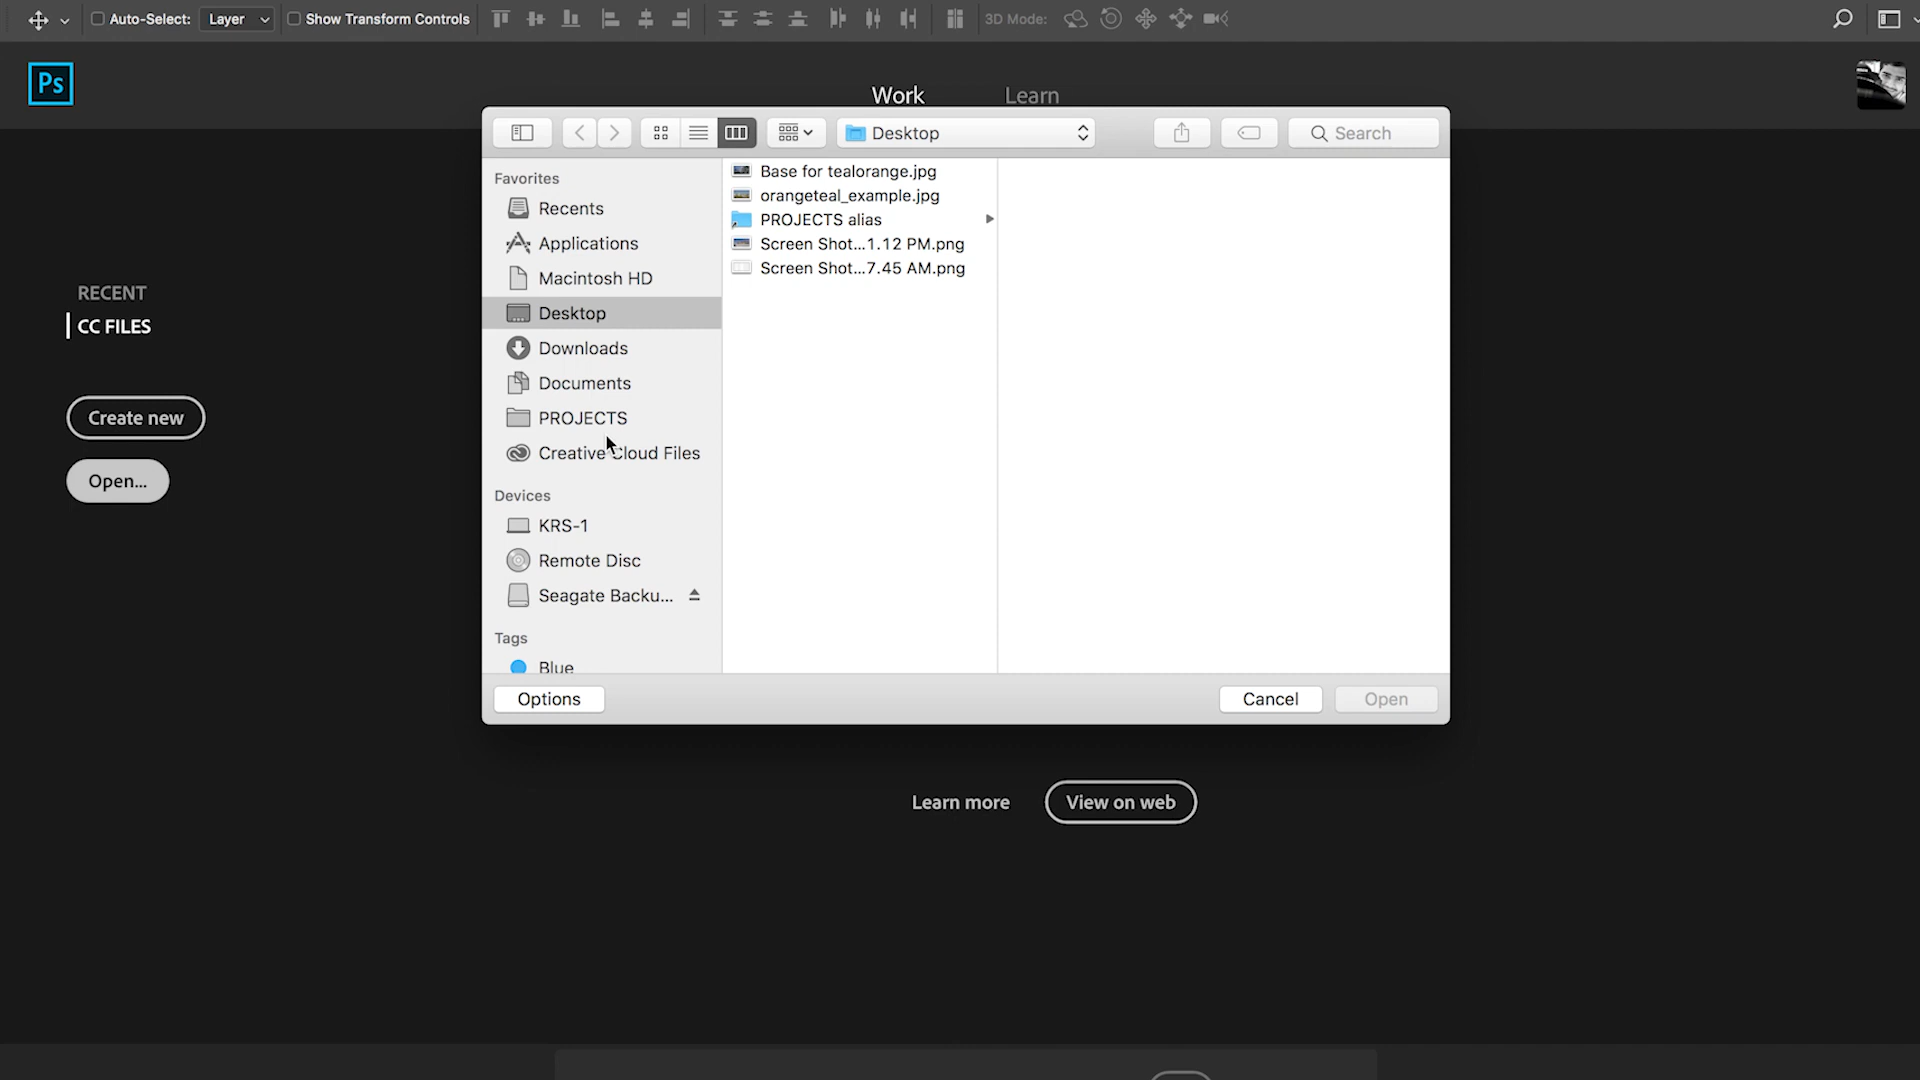 Auto-Select: Layer Show Transform Controls 3D Mode:
Ps
Work Learn
Desktop Search
Favorites
Recents
Applications
Macintosh HD
Desktop
Downloads
Documents
PROJECTS
Creative Cloud Files
Devices
KRS-1
Remote Disc
Seagate Backu...
Tags
Blue
Base for tealorange.jpg
orangeteal_example.jpg
PROJECTS alias
Screen Shot...1.12 PM.png
Screen Shot...7.45 AM.png
Options Cancel Open
RECENT
CC FILES
Create new
Open...
Learn more View on web